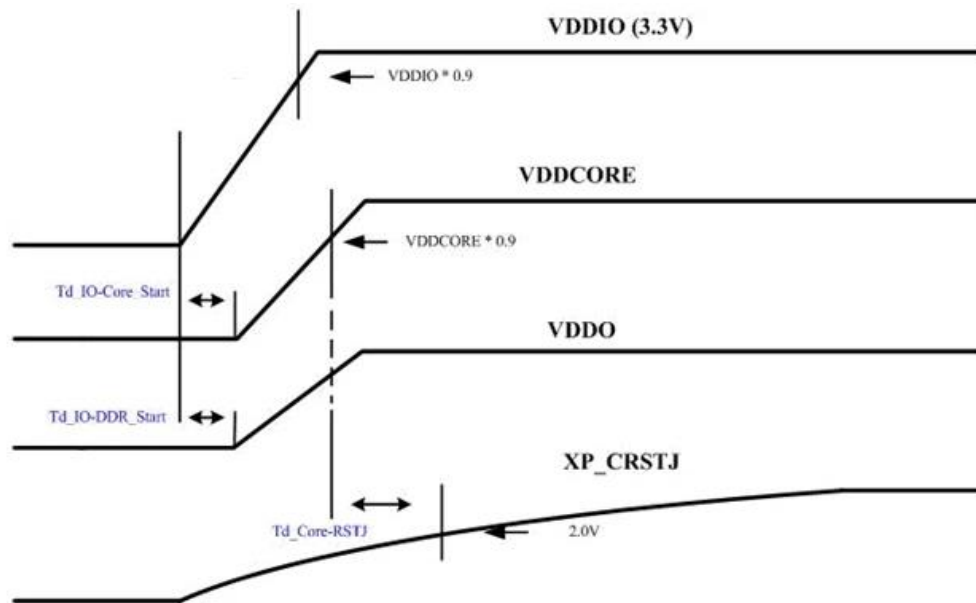 VDDIO (3.3V)
VDDIO * 0.9
VDDCORE
VDDCORE * 0.9
Td_IO-Core_Start
VDDO
Td_IO-DDR_Start
XP_CRSTJ
Td_Core-RSTJ
2.0V